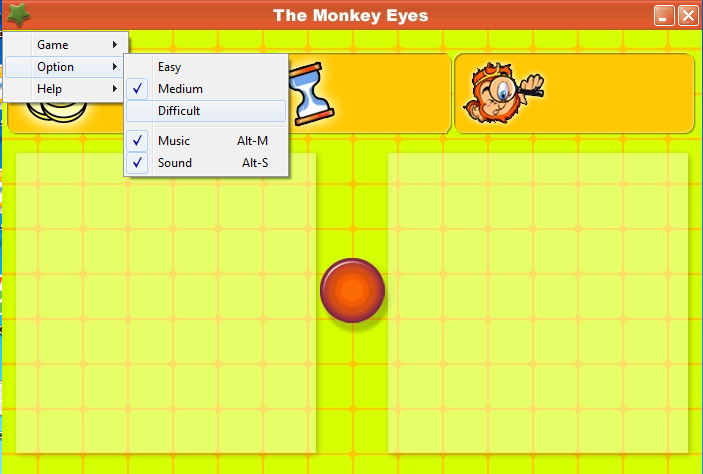 The Monkey Eyes
Game
Option
Help
Easy
Medium
Difficult
Music Alt-M
Sound Alt-S